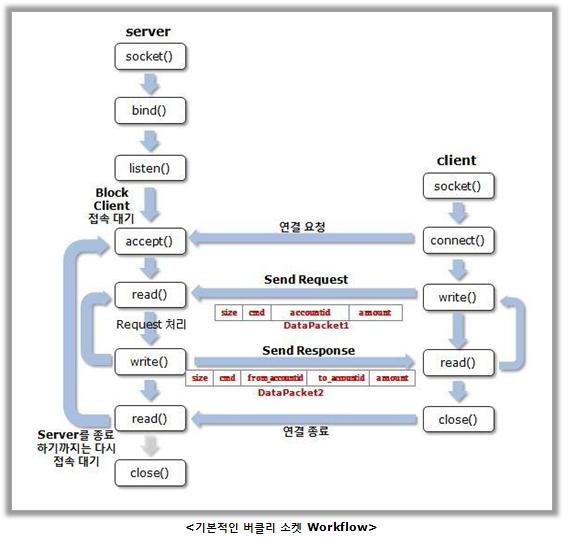 server
socket()
bind()
listen()
client
socket()
Block
Client
접속 대기
연결 요청
accept()
connect()
Send Request
read()
write()
size cmd accountid amount
DataPacket1
Request 처리
Send Response
write()
read()
size cmd from_accountid to_accountid amount
DataPacket2
read()
close()
연결 종료
Server를 종료
하기까지는 다시
접속 대기
close()
<기본적인 버클리 소켓 Workflow>